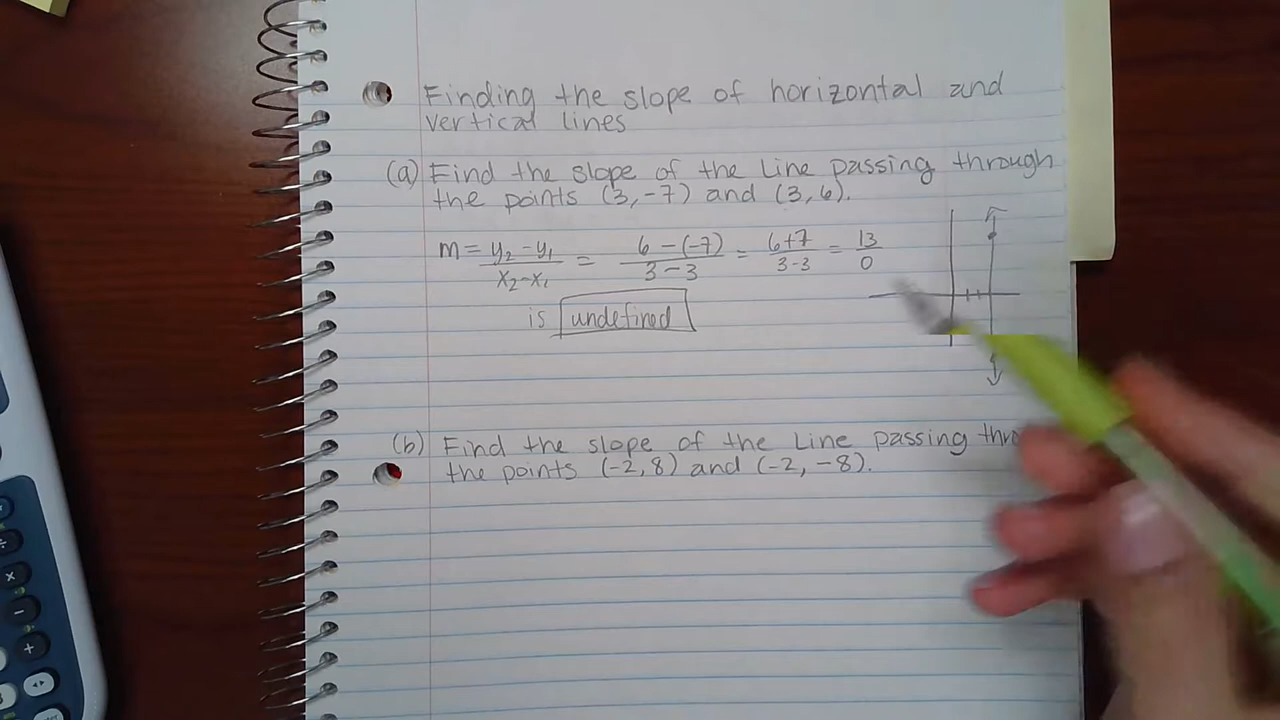 Finding the slope of horizontal and
vertical lines
(a) Find the slope of the Line passing through
the points (3,-7) and (3,6).
m = y₂-y₁/x₂-x₁ = 6-(-7)/3-3 = 6+7/3-3 = 13/0
is undefined
(b) Find the slope of the Line passing
the points (-2,8) and (-2,-8).